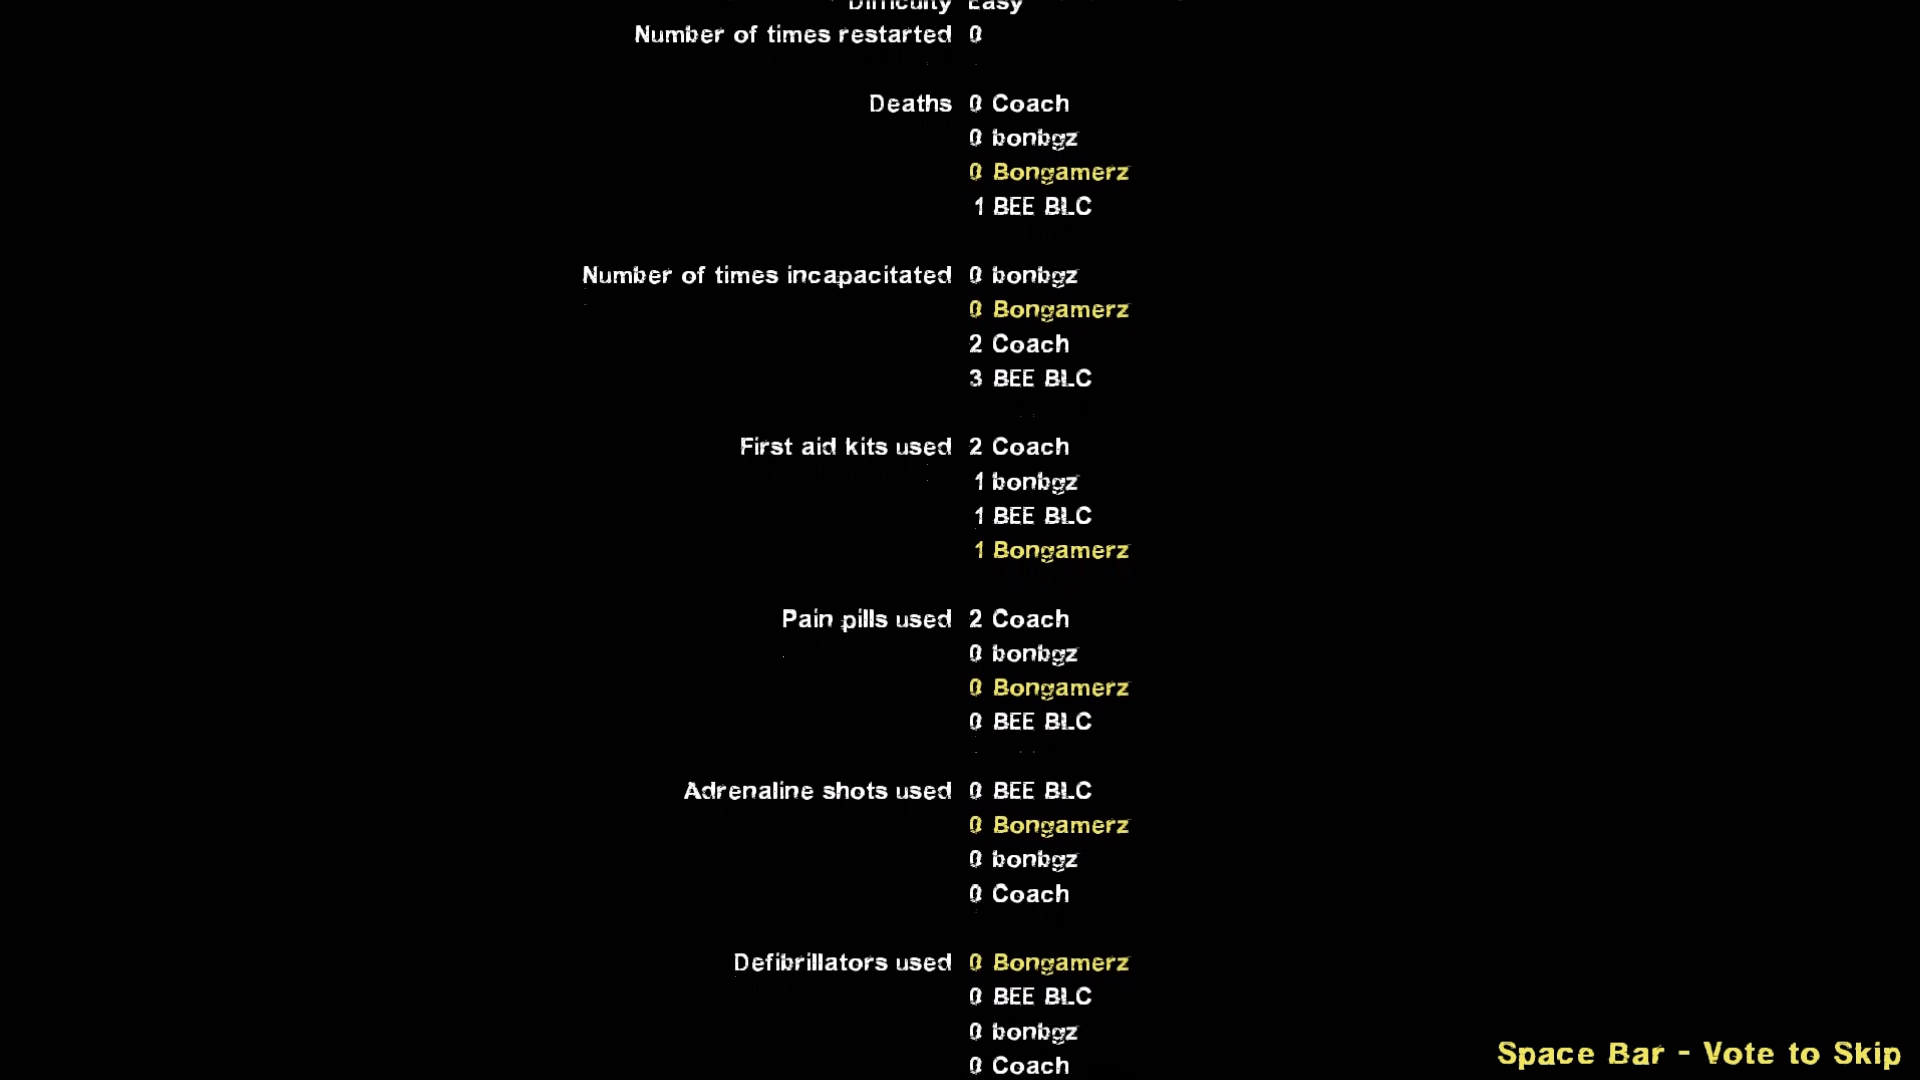 Difficulty Easy
Number of times restarted 0
Deaths 0 Coach
0 bonbgz
0 Bongamerz
1 BEE BLC
Number of times incapacitated 0 bonbgz
0 Bongamerz
2 Coach
3 BEE BLC
First aid kits used 2 Coach
1 bonbgz
1 BEE BLC
1 Bongamerz
Pain pills used 2 Coach
0 bonbgz
0 Bongamerz
0 BEE BLC
Adrenaline shots used 0 BEE BLC
0 Bongamerz
0 bonbgz
0 Coach
Defibrillators used 0 Bongamerz
0 BEE BLC
0 bonbgz
0 Coach
Space Bar - Vote to Skip